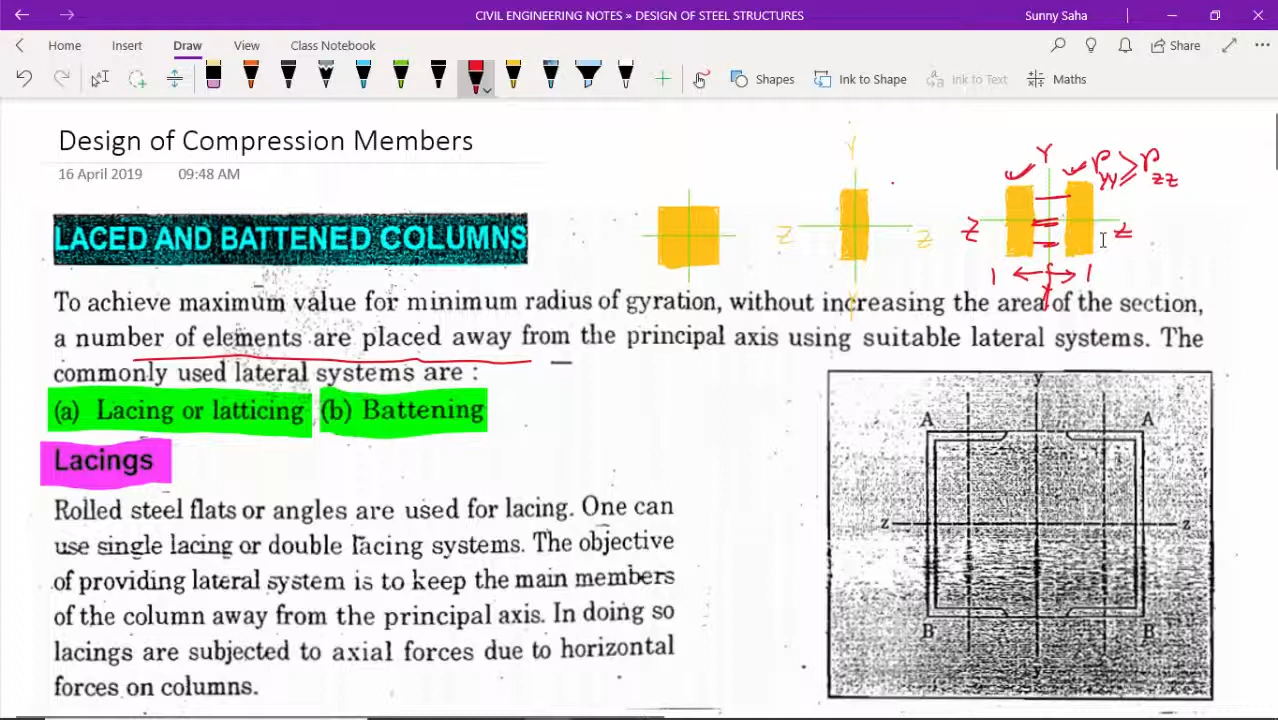 CIVIL ENGINEERING NOTES » DESIGN OF STEEL STRUCTURES
Sunny Saha
Home Insert Draw View Class Notebook
Share
Shapes Ink to Shape Ink to Text Maths
Design of Compression Members
16 April 2019 09:48 AM
Y
Z Z
Y
Y
ryy ≥ rzz
Z Z
1 1
Y
LACED AND BATTENED COLUMNS
To achieve maximum value for minimum radius of gyration, without increasing the area of the section,
a number of elements are placed away from the principal axis using suitable lateral systems. The
commonly used lateral systems are :
(a) Lacing or latticing (b) Battening
Lacings
Rolled steel flats or angles are used for lacing. One can
use single lacing or double lacing systems. The objective
of providing lateral system is to keep the main members
of the column away from the principal axis. In doing so
lacings are subjected to axial forces due to horizontal
forces on columns.
y
A A
z z
B B